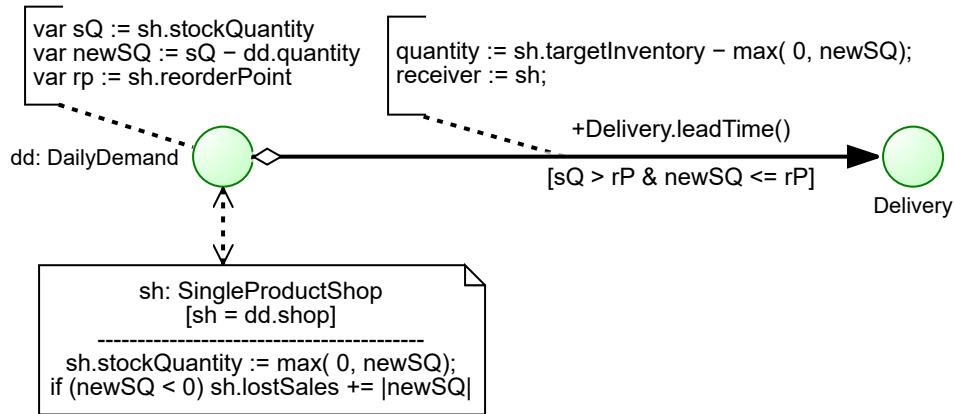 var sQ := sh.stockQuantity
var newSQ := sQ − dd.quantity
var rp := sh.reorderPoint
quantity := sh.targetInventory − max( 0, newSQ);
receiver := sh;
+Delivery.leadTime()
dd: DailyDemand
[sQ > rP & newSQ <= rP]
Delivery
sh: SingleProductShop
[sh = dd.shop]
-----------------------------------------
sh.stockQuantity := max( 0, newSQ);
if (newSQ < 0) sh.lostSales += |newSQ|